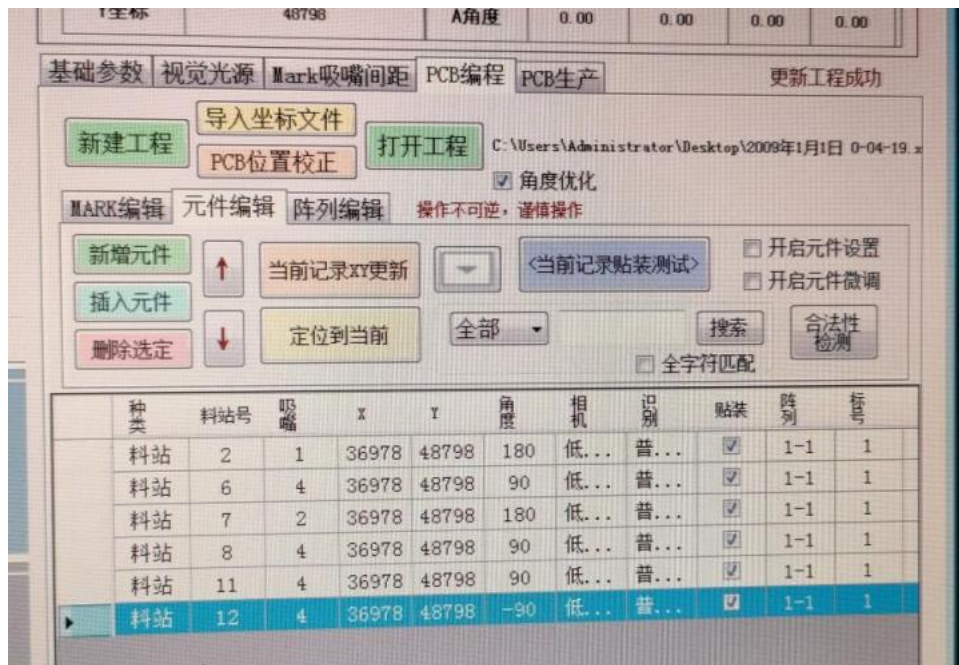 Y坐标 48798 A角度 0.00 0.00 0.00 0.00
基础参数 视觉光源 Mark吸嘴间距 PCB编程 PCB生产 更新工程成功
新建工程 导入坐标文件 打开工程 C:\Users\Administrator\Desktop\2009年1月1日 0-04-19.x
PCB位置校正 角度优化
MARK编辑 元件编辑 阵列编辑 操作不可逆，谨慎操作
新增元件 ↑ 当前记录XY更新 <当前记录贴装测试> 开启元件设置
插入元件 开启元件微调
删除选定 ↓ 定位到当前 全部 搜索 合法性检测
全字符匹配
种类 料站号 吸嘴 X Y 角度 相机 识别 贴装 阵列 标号
料站 2 1 36978 48798 180 低... 普... 1-1 1
料站 6 4 36978 48798 90 低... 普... 1-1 1
料站 7 2 36978 48798 180 低... 普... 1-1 1
料站 8 4 36978 48798 90 低... 普... 1-1 1
料站 11 4 36978 48798 90 低... 普... 1-1 1
料站 12 4 36978 48798 -90 低... 普... 1-1 1